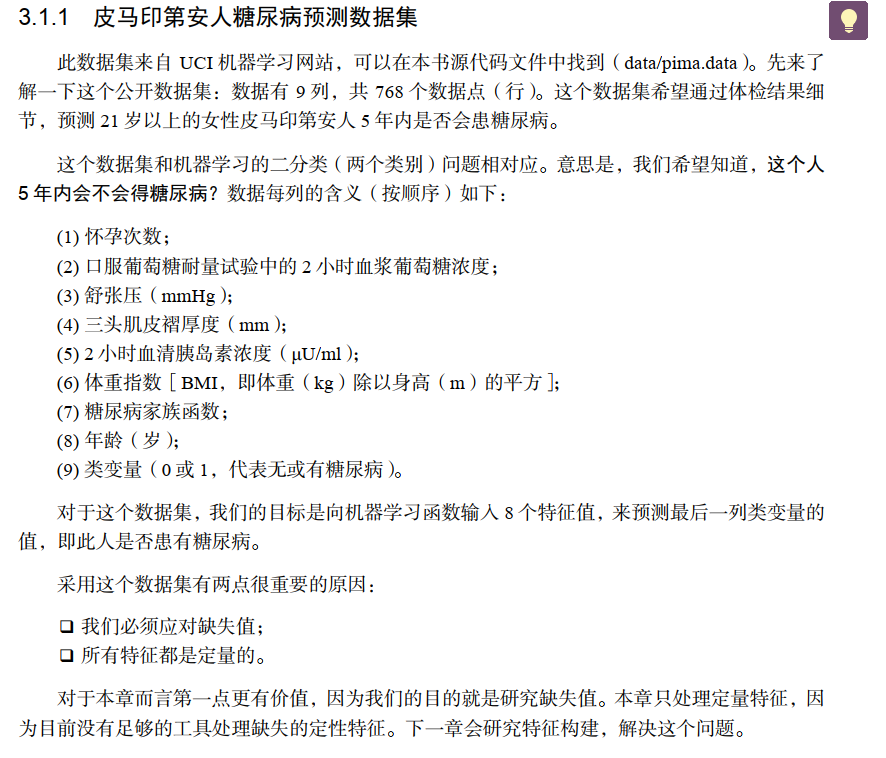 3.1.1 皮马印第安人糖尿病预测数据集
此数据集来自 UCI 机器学习网站，可以在本书源代码文件中找到（data/pima.data）。先来了
解一下这个公开数据集：数据有 9 列，共 768 个数据点（行）。这个数据集希望通过体检结果细
节，预测 21 岁以上的女性皮马印第安人 5 年内是否会患糖尿病。
这个数据集和机器学习的二分类（两个类别）问题相对应。意思是，我们希望知道，这个人
5 年内会不会得糖尿病？数据每列的含义（按顺序）如下：
(1) 怀孕次数；
(2) 口服葡萄糖耐量试验中的 2 小时血浆葡萄糖浓度；
(3) 舒张压（mmHg）；
(4) 三头肌皮褶厚度（mm）；
(5) 2 小时血清胰岛素浓度（μU/ml）；
(6) 体重指数［BMI，即体重（kg）除以身高（m）的平方］；
(7) 糖尿病家族函数；
(8) 年龄（岁）；
(9) 类变量（0 或 1，代表无或有糖尿病）。
对于这个数据集，我们的目标是向机器学习函数输入 8 个特征值，来预测最后一列类变量的
值，即此人是否患有糖尿病。
采用这个数据集有两点很重要的原因：
❑ 我们必须应对缺失值；
❑ 所有特征都是定量的。
对于本章而言第一点更有价值，因为我们的目的就是研究缺失值。本章只处理定量特征，因
为目前没有足够的工具处理缺失的定性特征。下一章会研究特征构建，解决这个问题。